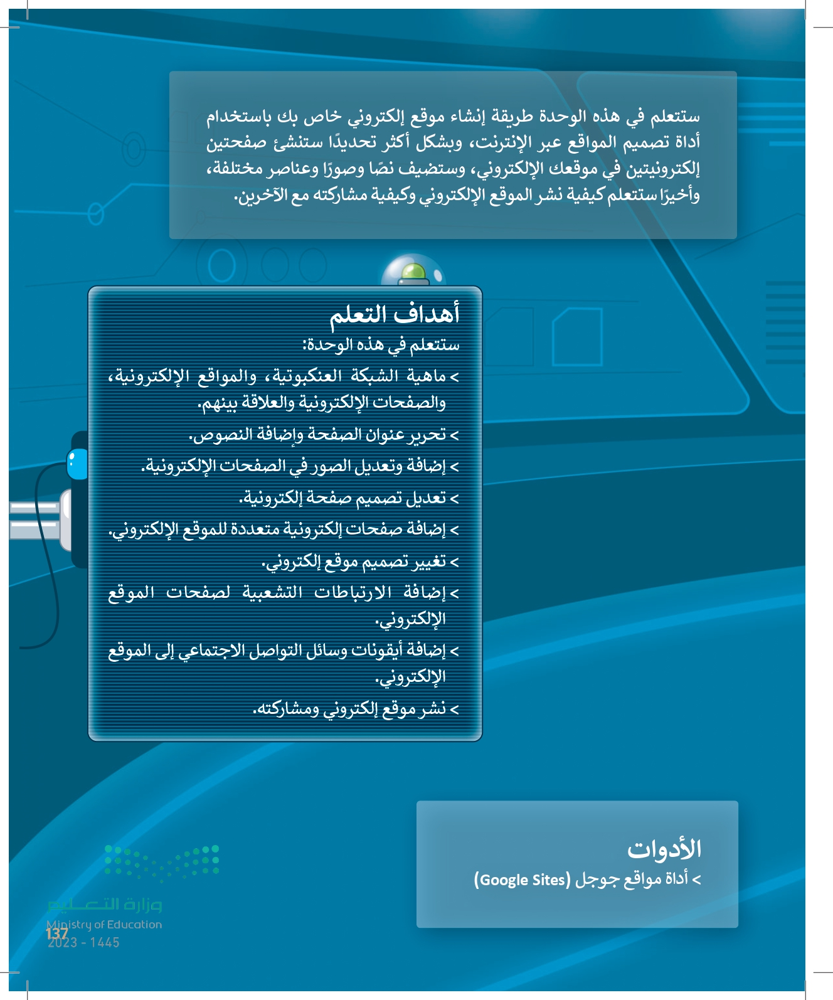 ستتعلم في هذه الوحدة طريقة إنشاء موقع إلكتروني خاص بك باستخدام
أداة تصميم المواقع عبر الإنترنت، وبشكل أكثر تحديدًا ستنشئ صفحتين
إلكترونيتين في موقعك الإلكتروني، وستضيف نصًا وصورًا وعناصر مختلفة،
وأخيرًا ستتعلم كيفية نشر الموقع الإلكتروني وكيفية مشاركته مع الآخرين.
أهداف التعلم
ستتعلم في هذه الوحدة:
> ماهية الشبكة العنكبوتية، والمواقع الإلكترونية،
والصفحات الإلكترونية والعلاقة بينهم.
> تحرير عنوان الصفحة وإضافة النصوص.
> إضافة وتعديل الصور في الصفحات الإلكترونية.
> تعديل تصميم صفحة إلكترونية.
> إضافة صفحات إلكترونية متعددة للموقع الإلكتروني.
> تغيير تصميم موقع إلكتروني.
> إضافة الارتباطات التشعبية لصفحات الموقع
الإلكتروني.
> إضافة أيقونات وسائل التواصل الاجتماعي إلى الموقع
الإلكتروني.
> نشر موقع إلكتروني ومشاركته.
الأدوات
> أداة مواقع جوجل (Google Sites)
وزارة التعليم
Ministry of Education
137
2023 - 1445